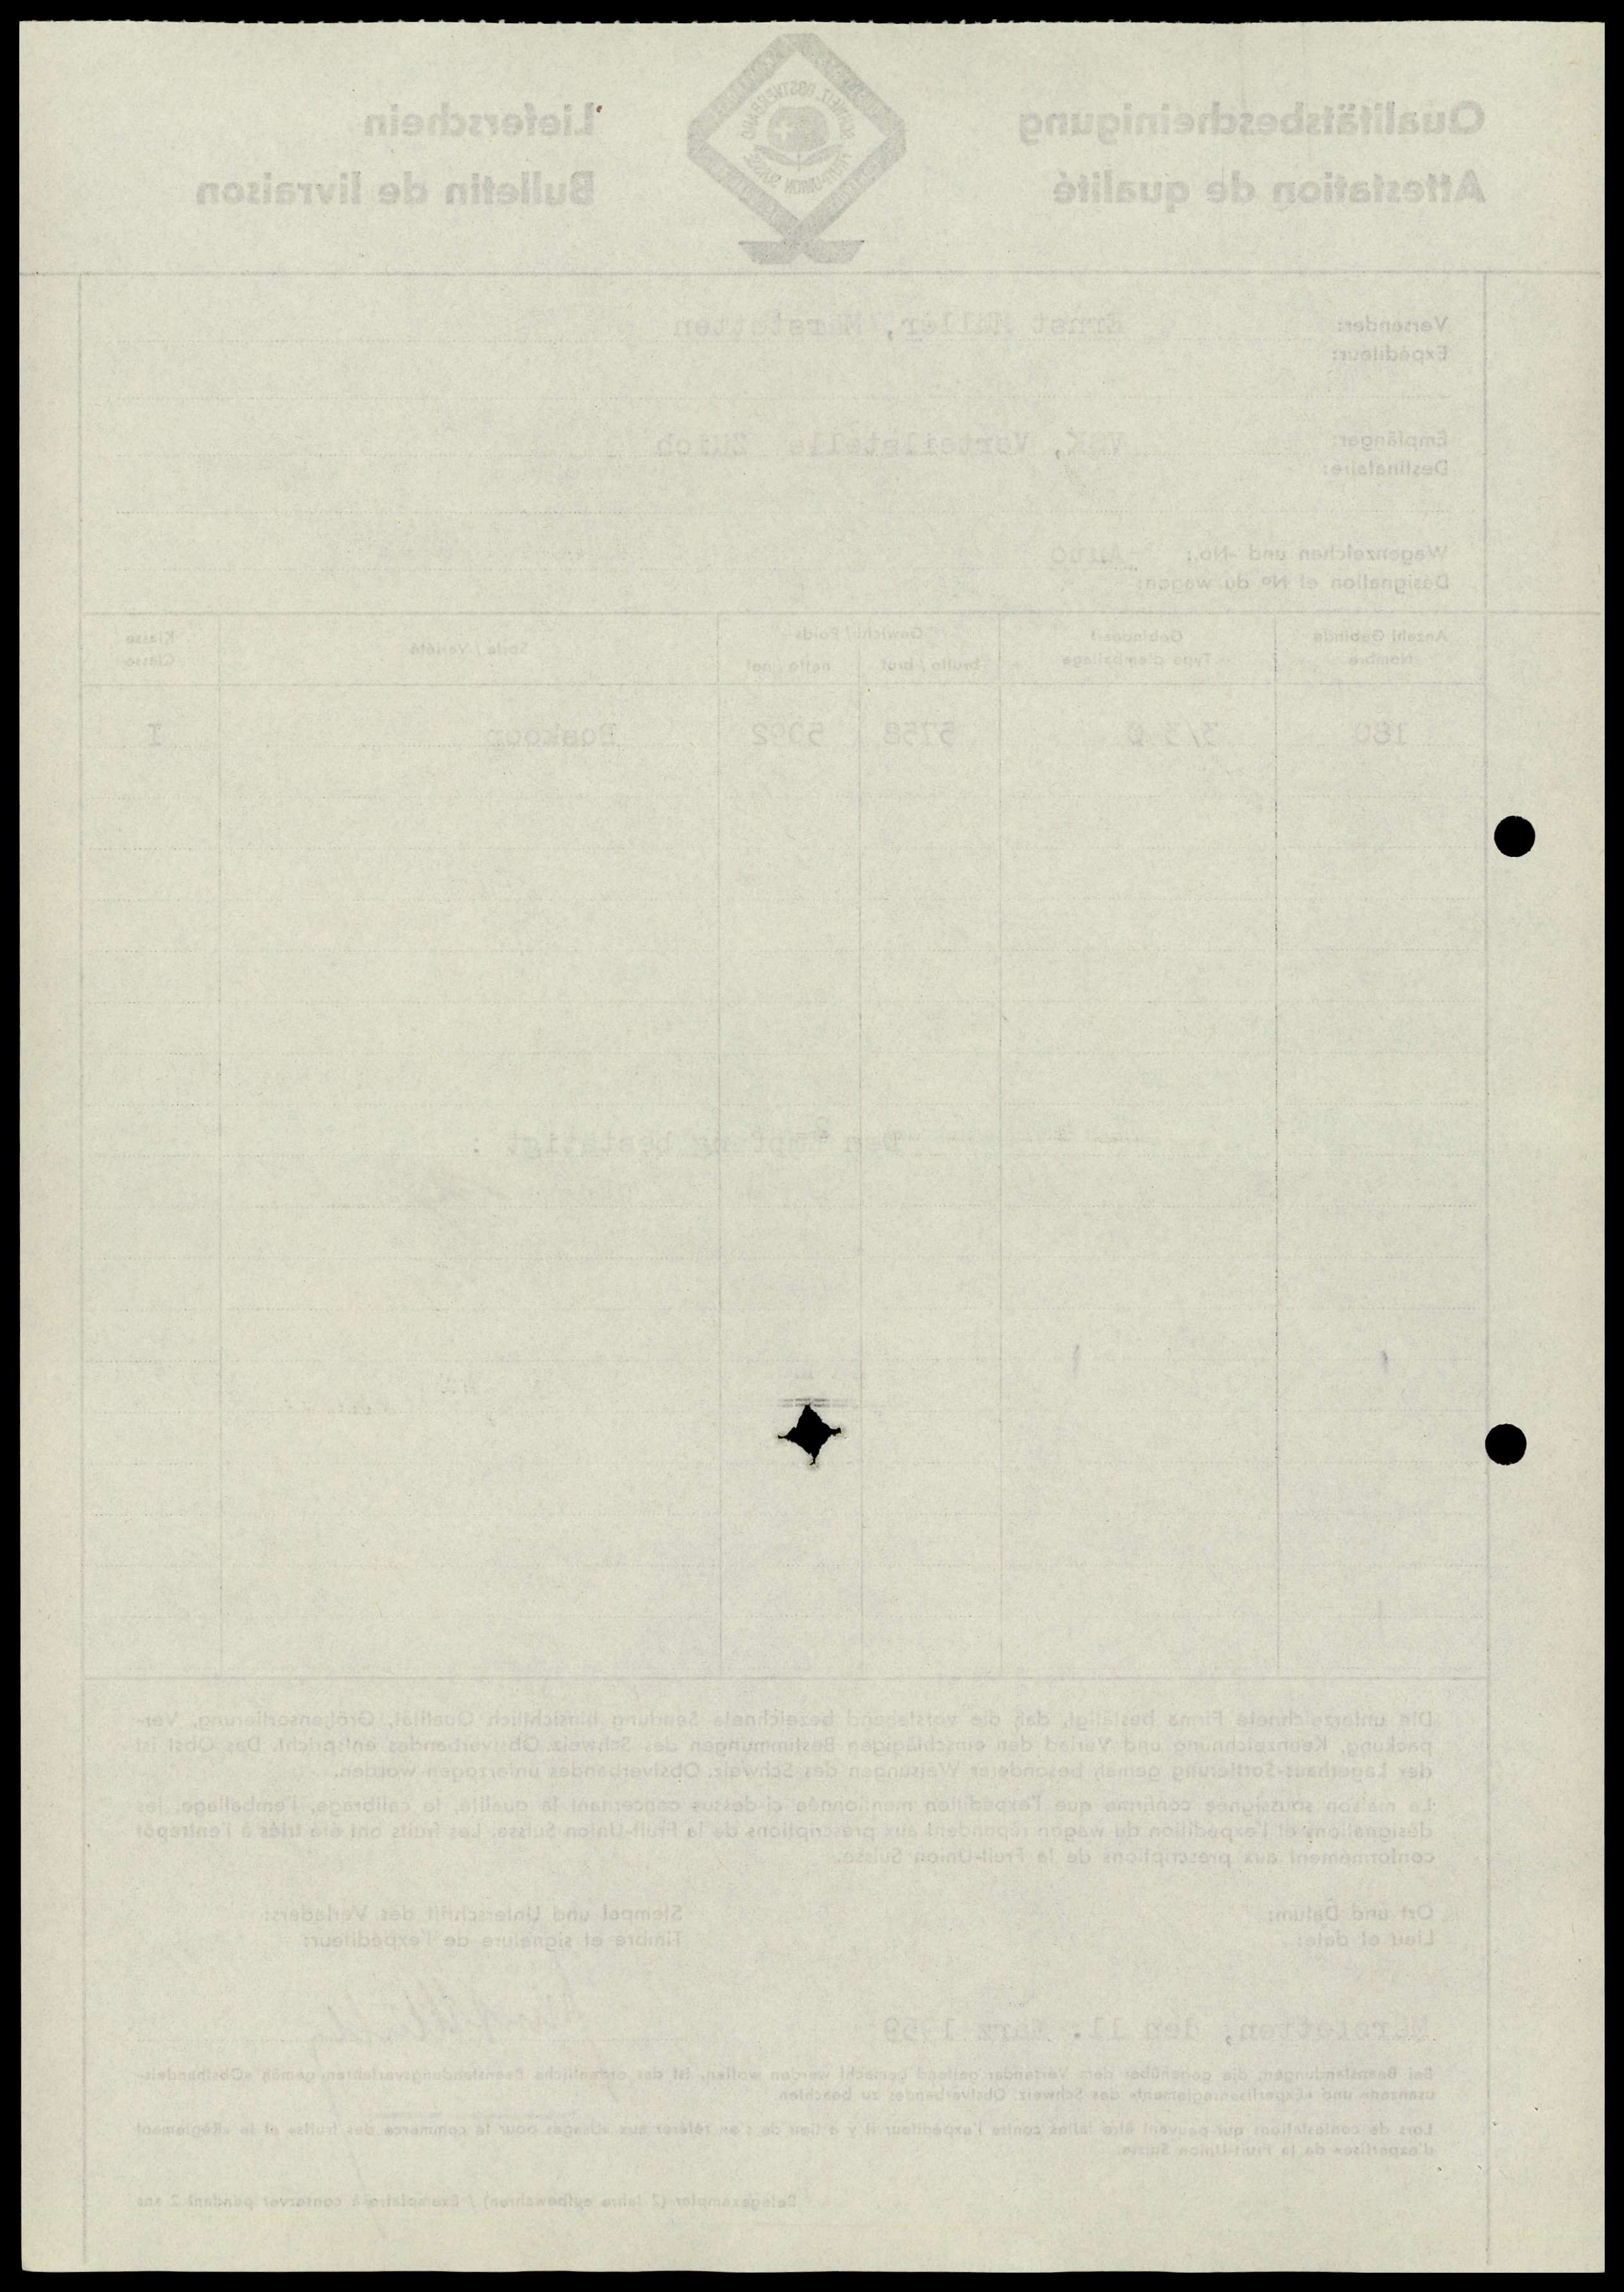 Qualitätsbescheinigung
Attestation de qualité
Lieferschein
Bulletin de livraison
SCHWEIZ. OBSTVERBAND
FRUIT-UNION SUISSE
Versender:
Expéditeur:
Ernst Müller, Märstetten
Empfänger:
Destinataire:
VSK, Verteilstelle Zürich
Wagenzeichen und -No.: Auto
Désignation et No du wagon:
Anzahl Gebinde
Nombre
Gebindeart
Type d'emballage
Gewicht / Poids
brutto / brut
netto / net
Sorte / Variété
Klasse
Classe
180 3/3 Ø 5758 5092 Boskoop I
Den Empfang bestätigt :
Die unterzeichnete Firma bestätigt, daß die vorstehend bezeichnete Sendung hinsichtlich Qualität, Größensortierung, Ver-
packung, Kennzeichnung und Verlad den einschlägigen Bestimmungen des Schweiz. Obstverbandes entspricht. Das Obst ist
der Lagerhaus-Sortierung gemäß besonderer Weisungen des Schweiz. Obstverbandes unterzogen worden.
La maison soussignée confirme que l'expédition mentionnée ci-dessus concernant la qualité, le calibrage, l'emballage, les
désignations et l'expédition du wagon répondent aux prescriptions de la Fruit-Union Suisse. Les fruits ont été triés à l'entrepôt
conformément aux prescriptions de la Fruit-Union Suisse.
Ort und Datum:
Lieu et date:
Stempel und Unterschrift des Verladers:
Timbre et signature de l'expéditeur:
Märstetten, den 11. März 1959
Bei Beanstandungen, die gegenüber dem Versender geltend gemacht werden wollen, ist das ordentliche Beanstandungsverfahren gemäß «Obsthandels-
usanzen» und «Expertisenreglement» des Schweiz. Obstverbandes zu beachten.
Lors de contestations qui peuvent être faites contre l'expéditeur il y a lieu de s'en référer aux «Usages pour le commerce des fruits» et le «Règlement
d'expertise» de la Fruit-Union Suisse.
Belegexemplar (2 Jahre aufbewahren) / Exemplaire à conserver pendant 2 ans